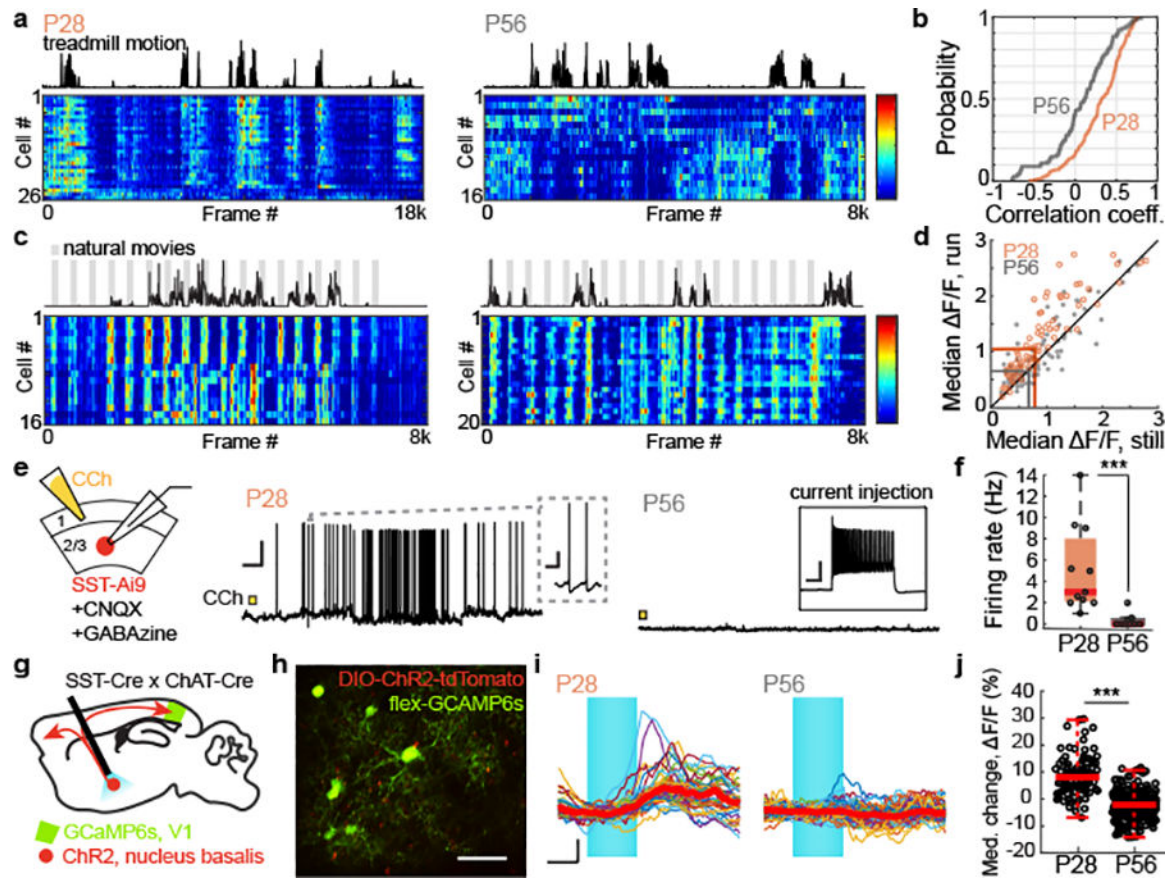 a
P28
treadmill motion
P56
1
Cell #
26
0
Frame #
18k
1
Cell #
16
0
Frame #
8k
b
Probability
1
0.5
0
P56
P28
-1
-0.5
0
0.5
1
Correlation coeff.
c
natural movies
1
Cell #
16
0
Frame #
8k
1
Cell #
20
0
Frame #
8k
d
Median ΔF/F, run
3
2
1
0
P28
P56
0
1
2
3
Median ΔF/F, still
e
CCh
1
2/3
SST-Ai9
+CNQX
+GABAzine
P28
CCh
P56
current injection
f
Firing rate (Hz)
14
12
10
8
6
4
2
0
***
P28
P56
g
SST-Cre x ChAT-Cre
GCaMP6s, V1
ChR2, nucleus basalis
h
DIO-ChR2-tdTomato
flex-GCAMP6s
i
P28
P56
j
Med. change, ΔF/F (%)
40
30
20
10
0
-10
-20
***
P28
P56